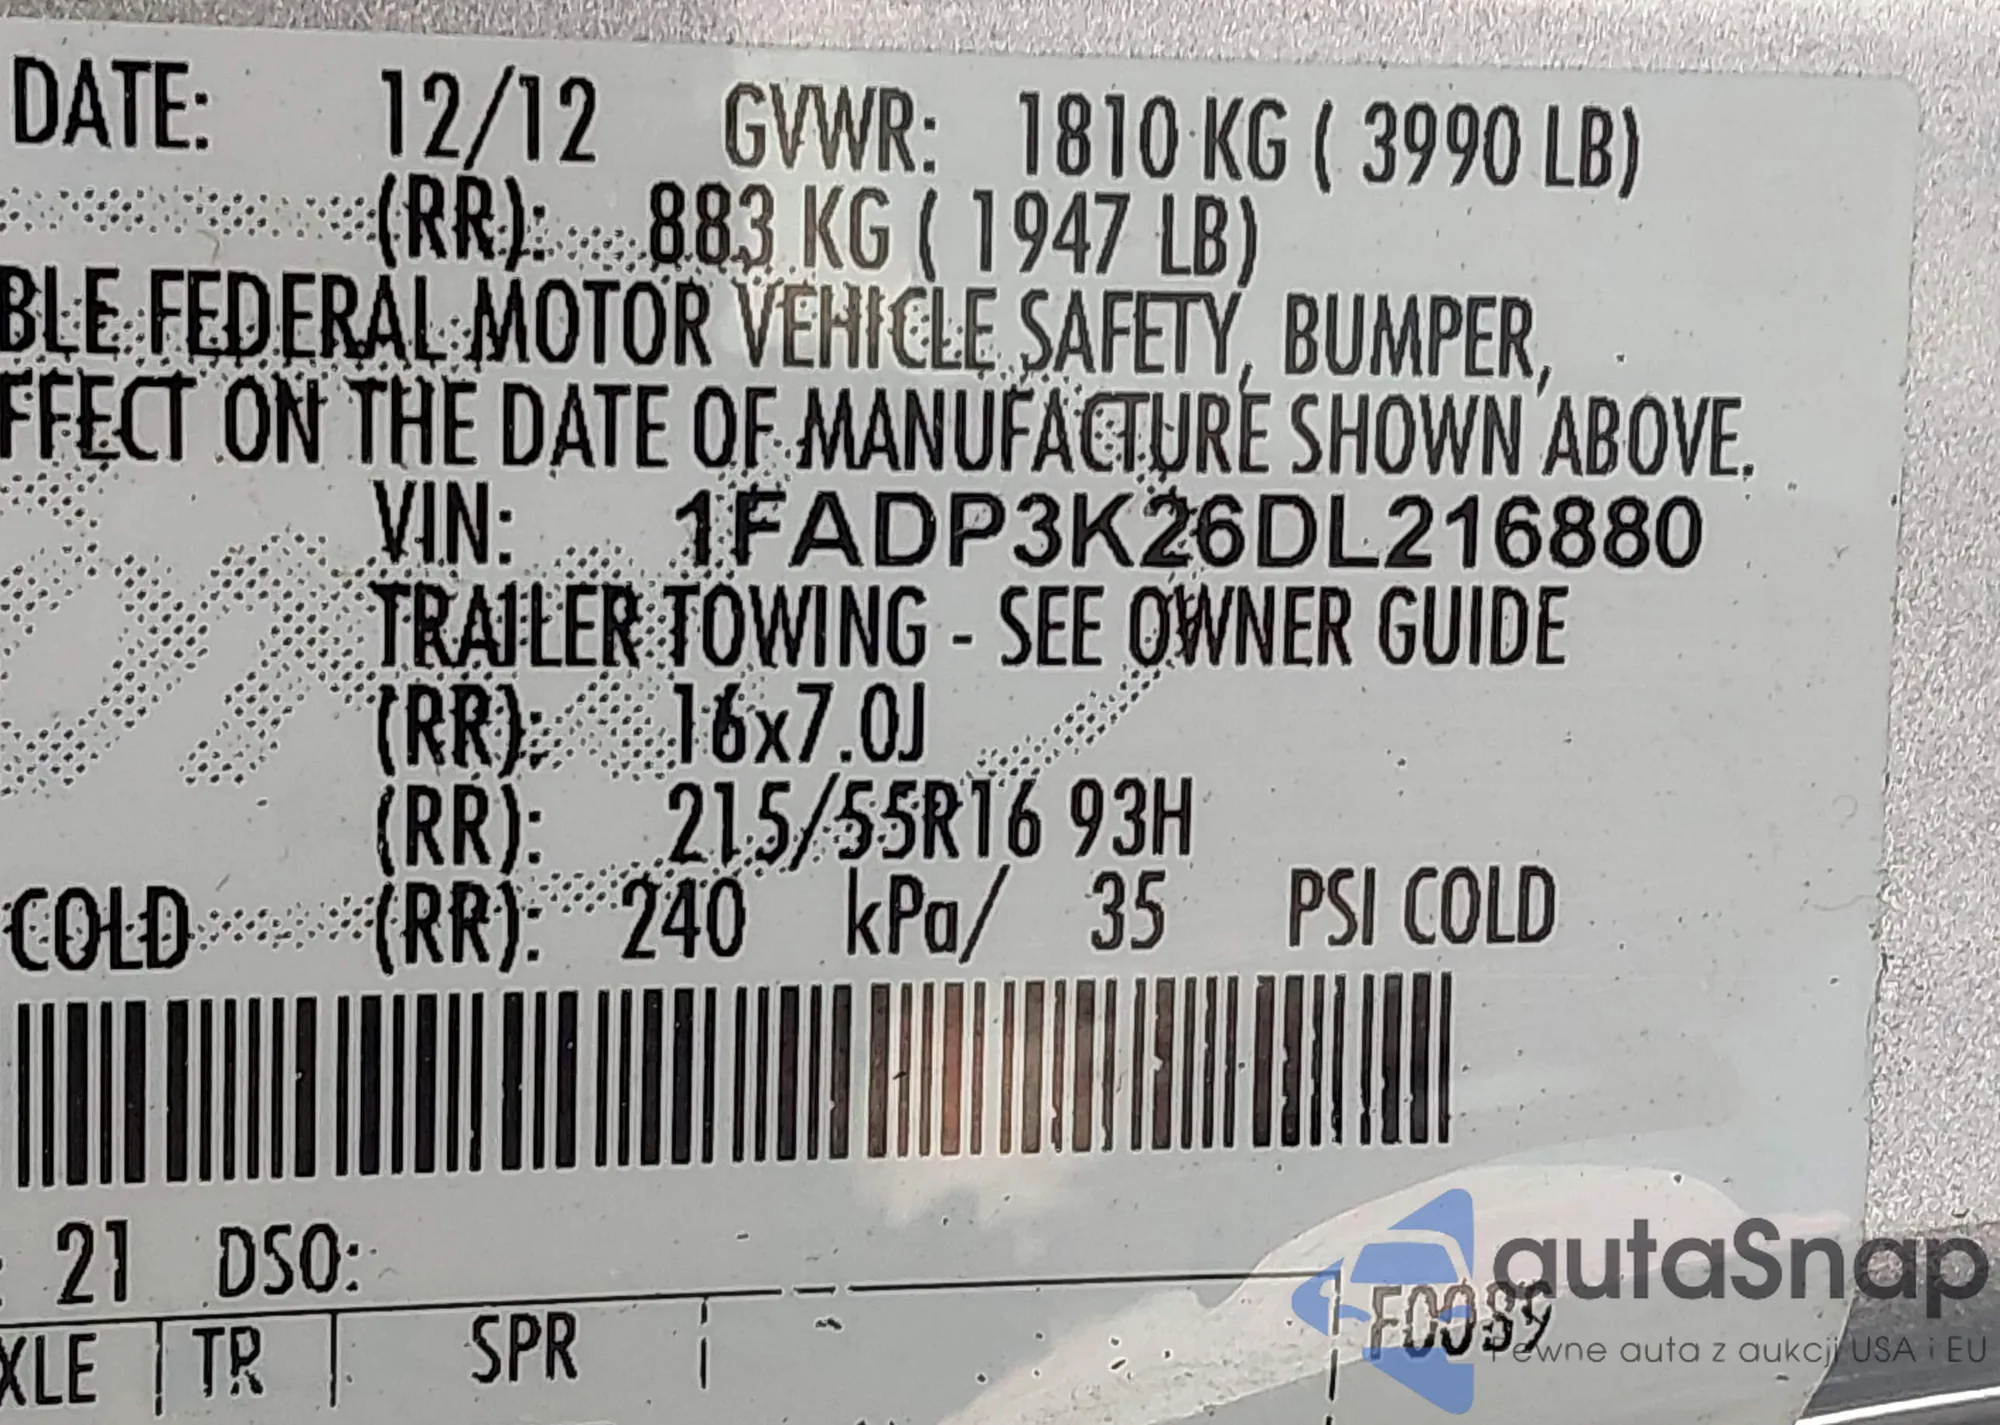 DATE: 12/12 GVWR: 1810 KG ( 3990 LB)
(RR): 883 KG ( 1947 LB)
BLE FEDERAL MOTOR VEHICLE SAFETY, BUMPER,
FFECT ON THE DATE OF MANUFACTURE SHOWN ABOVE.
VIN: 1FADP3K26DL216880
TRAILER TOWING - SEE OWNER GUIDE
(RR): 16x7.0J
(RR): 215/55R16 93H
COLD (RR): 240 kPa/ 35 PSI COLD
: 21 DSO:
XLE TR SPR
F0089
autaSnap
Pewne auta z aukcji USA i EU